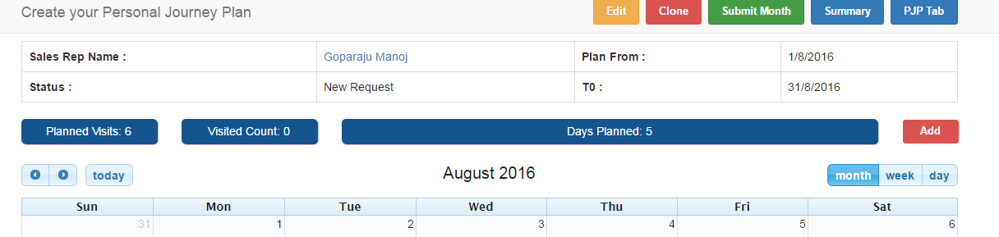 Create your Personal Journey Plan Edit Clone Submit Month Summary PJP Tab
Sales Rep Name : Goparaju Manoj Plan From : 1/8/2016
Status : New Request T0 : 31/8/2016
Planned Visits: 6 Visited Count: 0 Days Planned: 5 Add
today August 2016 month week day
Sun Mon Tue Wed Thu Fri Sat
31 1 2 3 4 5 6